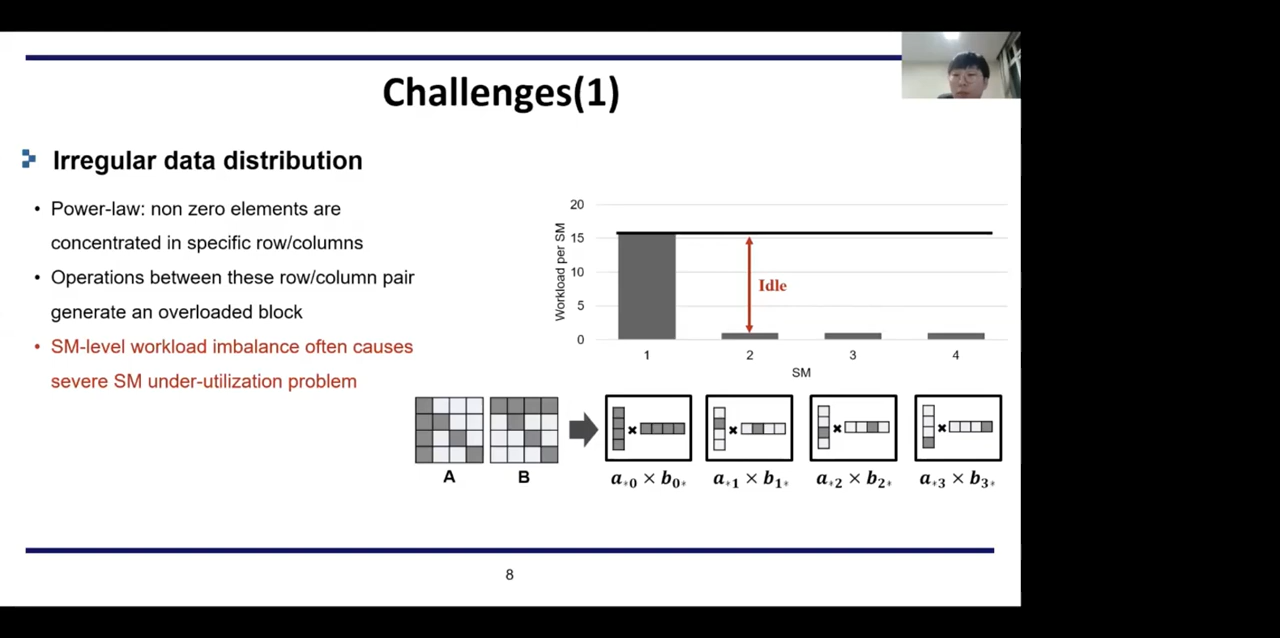 Challenges(1)
Irregular data distribution
• Power-law: non zero elements are
concentrated in specific row/columns
• Operations between these row/column pair
generate an overloaded block
• SM-level workload imbalance often causes
severe SM under-utilization problem
Workload per SM
20
15
10
5
0
Idle
1 2 3 4
SM
A B
× × × ×
a*0 × b0* a*1 × b1* a*2 × b2* a*3 × b3*
8